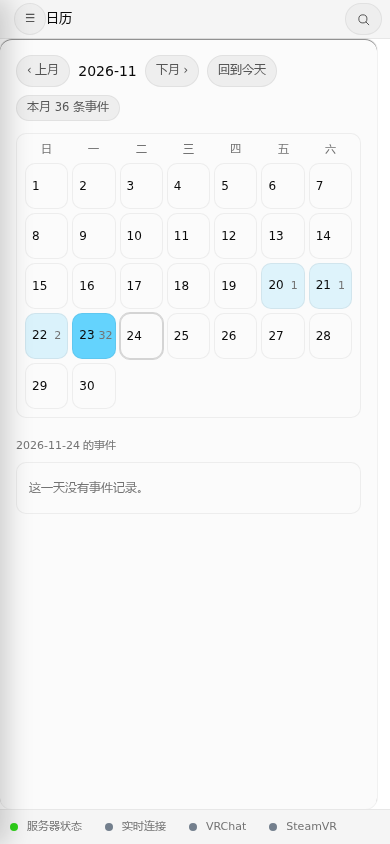 ☰ 日历
‹ 上月 2026-11 下月 › 回到今天
本月 36 条事件
日 一 二 三 四 五 六
1 2 3 4 5 6 7
8 9 10 11 12 13 14
15 16 17 18 19 20 1 21 1
22 2 23 32 24 25 26 27 28
29 30
2026-11-24 的事件
这一天没有事件记录。
服务器状态 实时连接 VRChat SteamVR